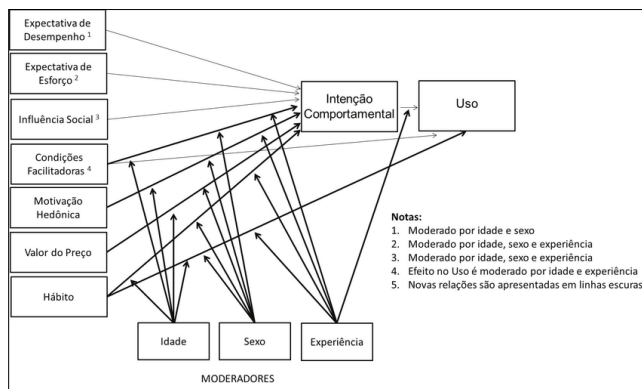 Expectativa de
Desempenho 1
Expectativa de
Esforço 2
Influência Social 3
Condições
Facilitadoras 4
Motivação
Hedônica
Valor do Preço
Hábito
Intenção
Comportamental
Uso
Notas:
1. Moderado por idade e sexo
2. Moderado por idade, sexo e experiência
3. Moderado por idade, sexo e experiência
4. Efeito no Uso é moderado por idade e experiência
5. Novas relações são apresentadas em linhas escuras
Idade
Sexo
Experiência
MODERADORES